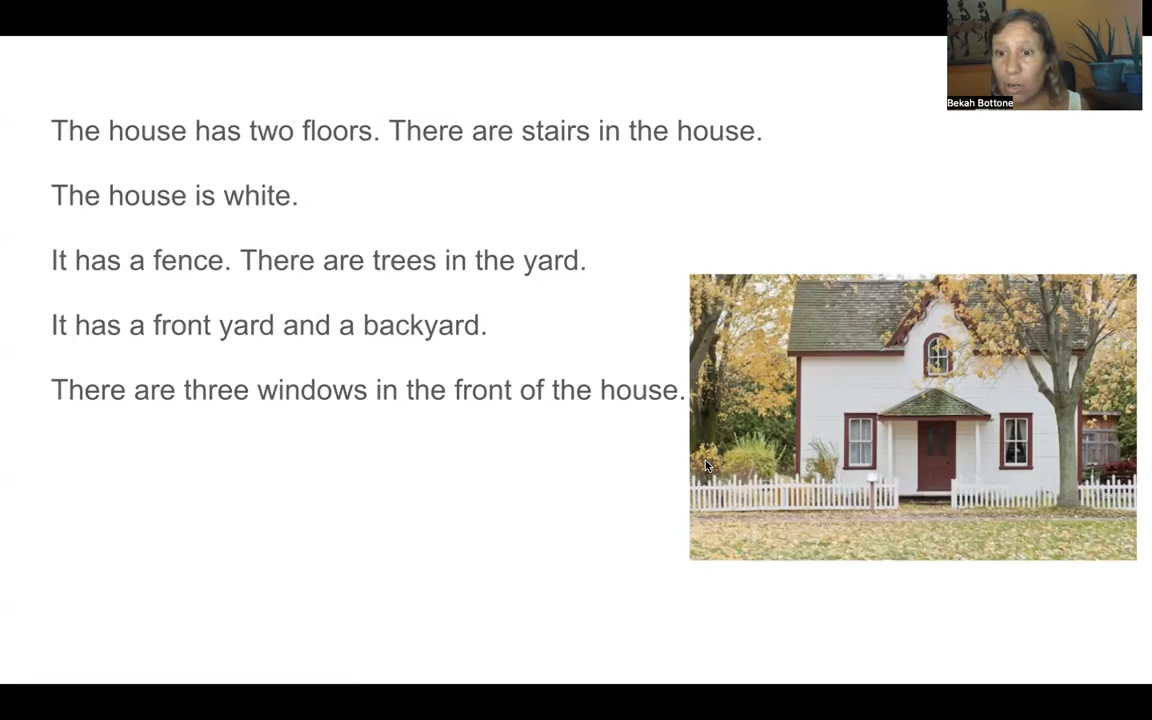 Bekah Bottone
The house has two floors. There are stairs in the house.
The house is white.
It has a fence. There are trees in the yard.
It has a front yard and a backyard.
There are three windows in the front of the house.